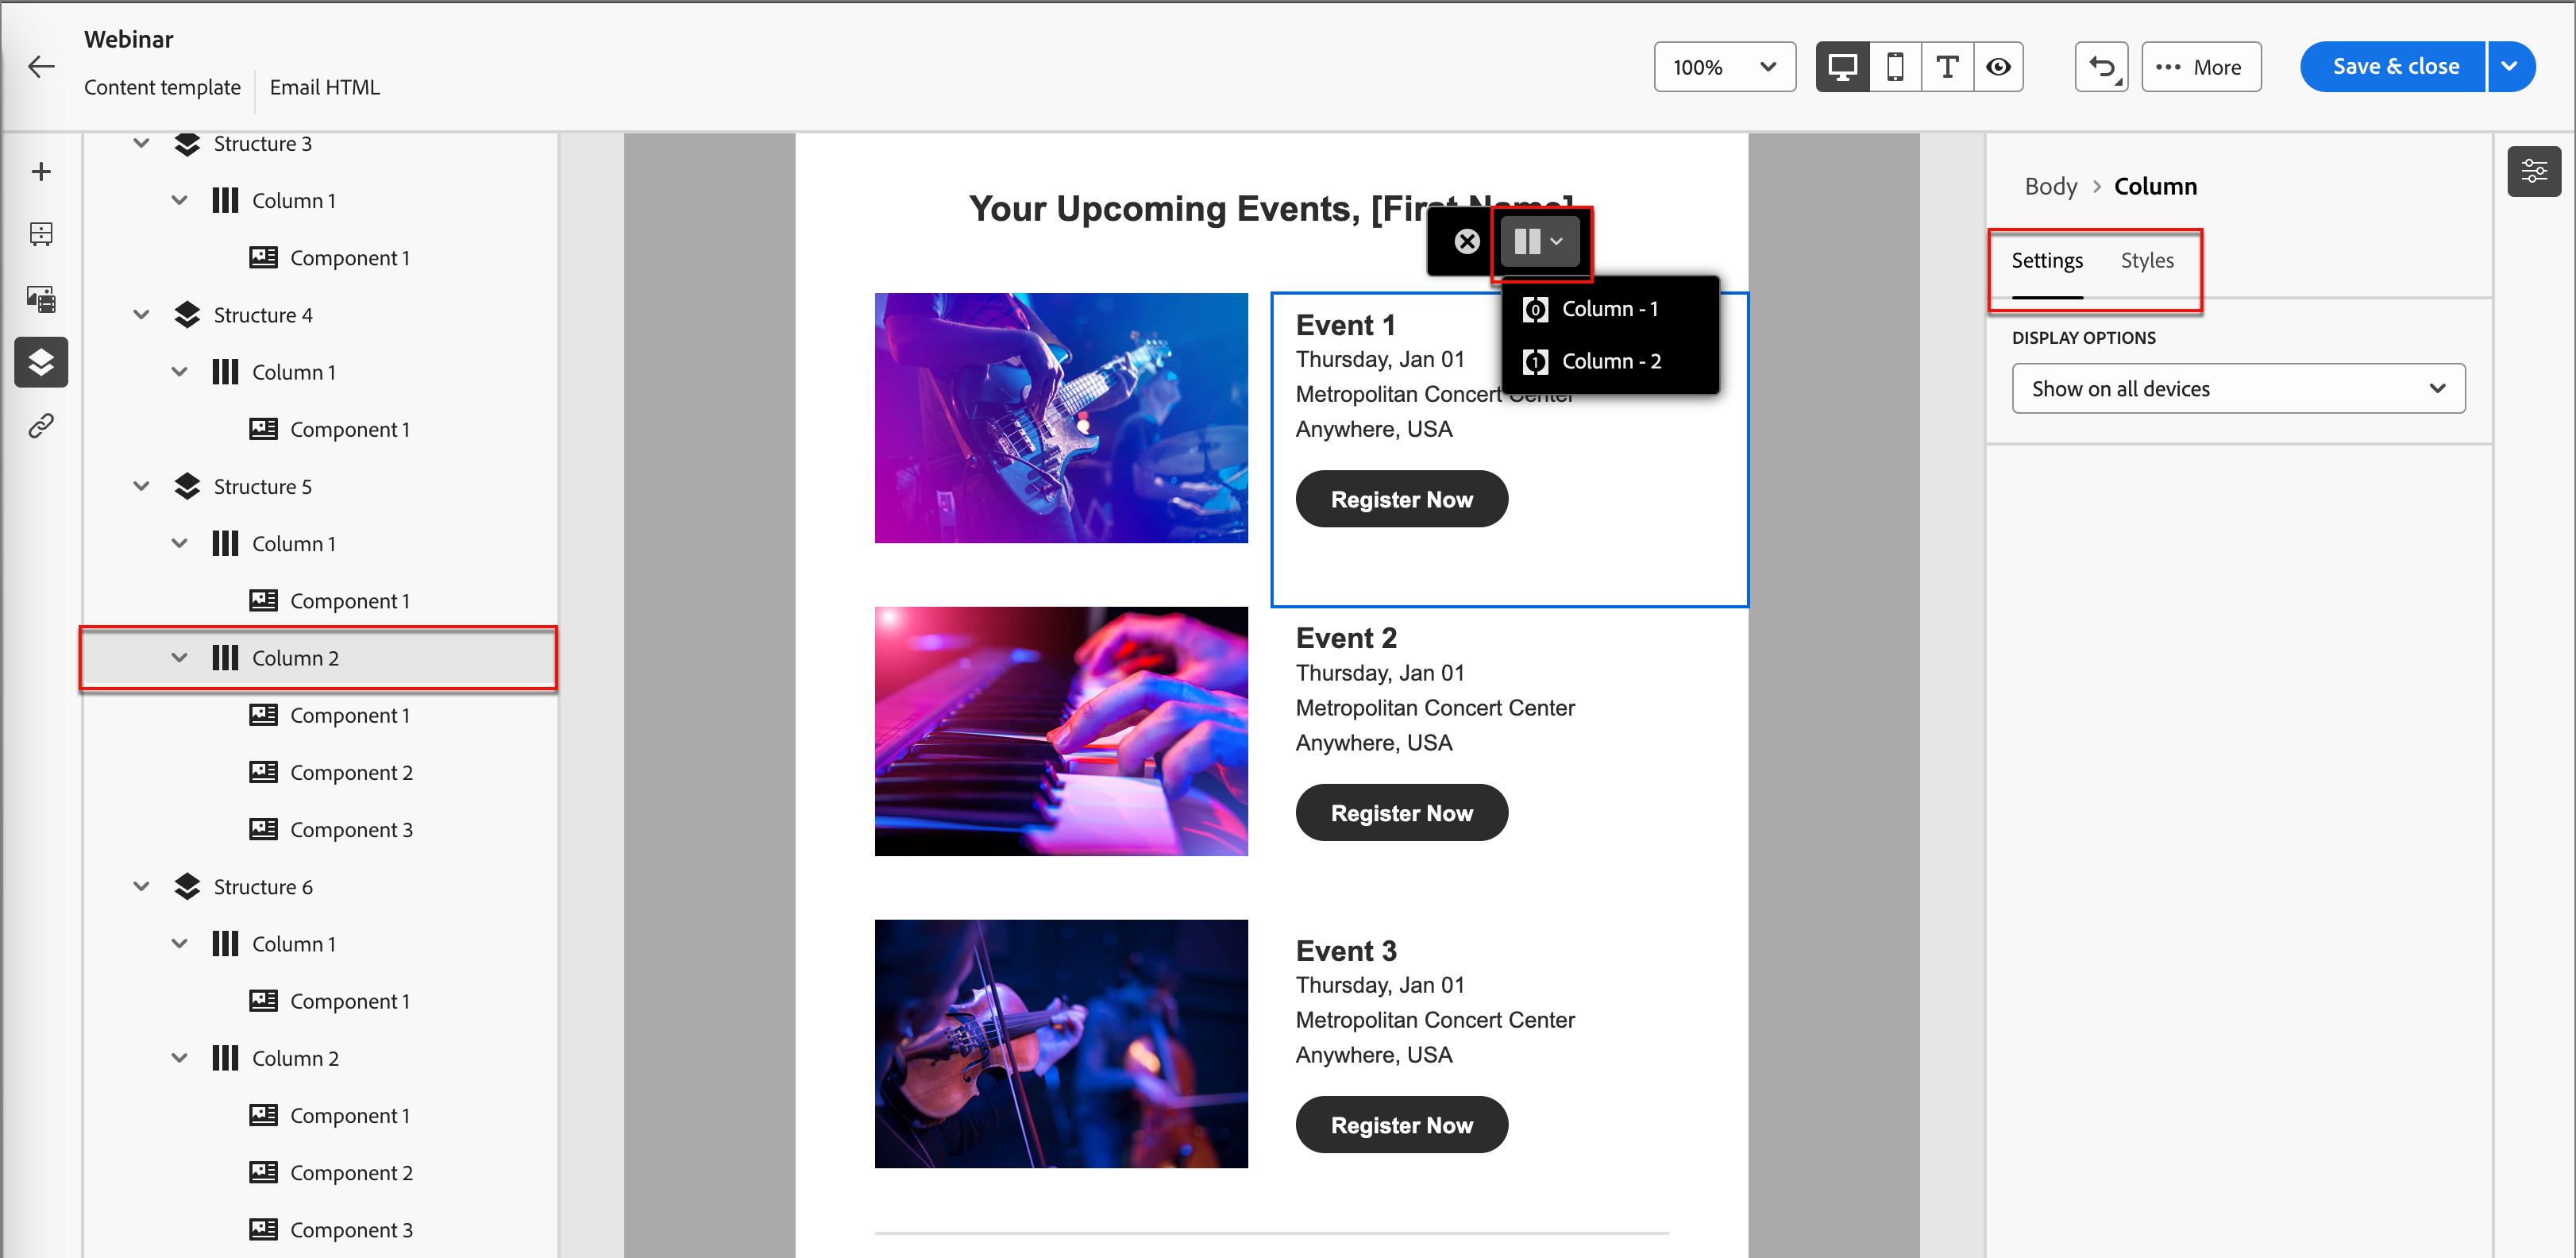 Webinar
Content template
Email HTML
100%
More
Save & close
Structure 3
Column 1
Component 1
Structure 4
Column 1
Component 1
Structure 5
Column 1
Component 1
Column 2
Component 1
Component 2
Component 3
Structure 6
Column 1
Component 1
Column 2
Component 1
Component 2
Component 3
Your Upcoming Events, [First Name]
0 Column - 1
1 Column - 2
Event 1
Thursday, Jan 01
Metropolitan Concert Center
Anywhere, USA
Register Now
Event 2
Thursday, Jan 01
Metropolitan Concert Center
Anywhere, USA
Register Now
Event 3
Thursday, Jan 01
Metropolitan Concert Center
Anywhere, USA
Register Now
Body > Column
Settings
Styles
DISPLAY OPTIONS
Show on all devices